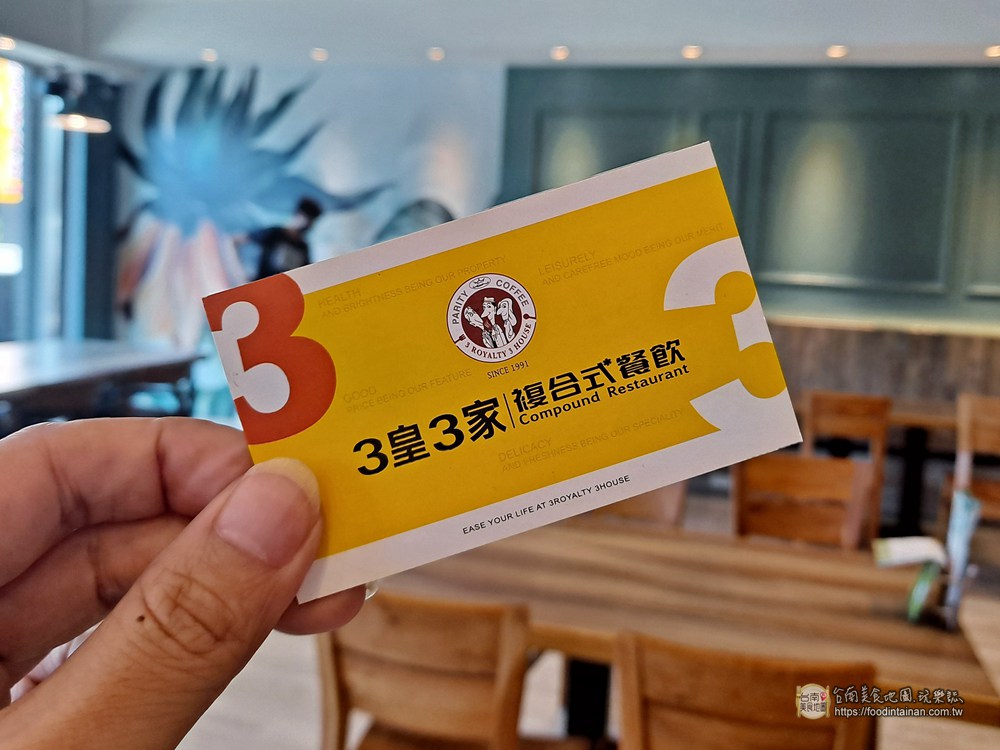 3
HEALTH
AND BRIGHTNESS BEING OUR PROPERTY
LEISURELY
AND CAREFREE MOOD BEING OUR MERIT
PARITY COFFEE
3 ROYALTY 3 HOUSE
SINCE 1991
GOOD
PRICE BEING OUR FEATURE
3皇3家
複合式餐飲
Compound Restaurant
DELICACY
AND FRESHNESS BEING OUR SPECIALITY
3
EASE YOUR LIFE AT 3ROYALTY 3HOUSE
台南美食地圖
台南美食地圖.玩樂誌
https://foodintainan.com.tw